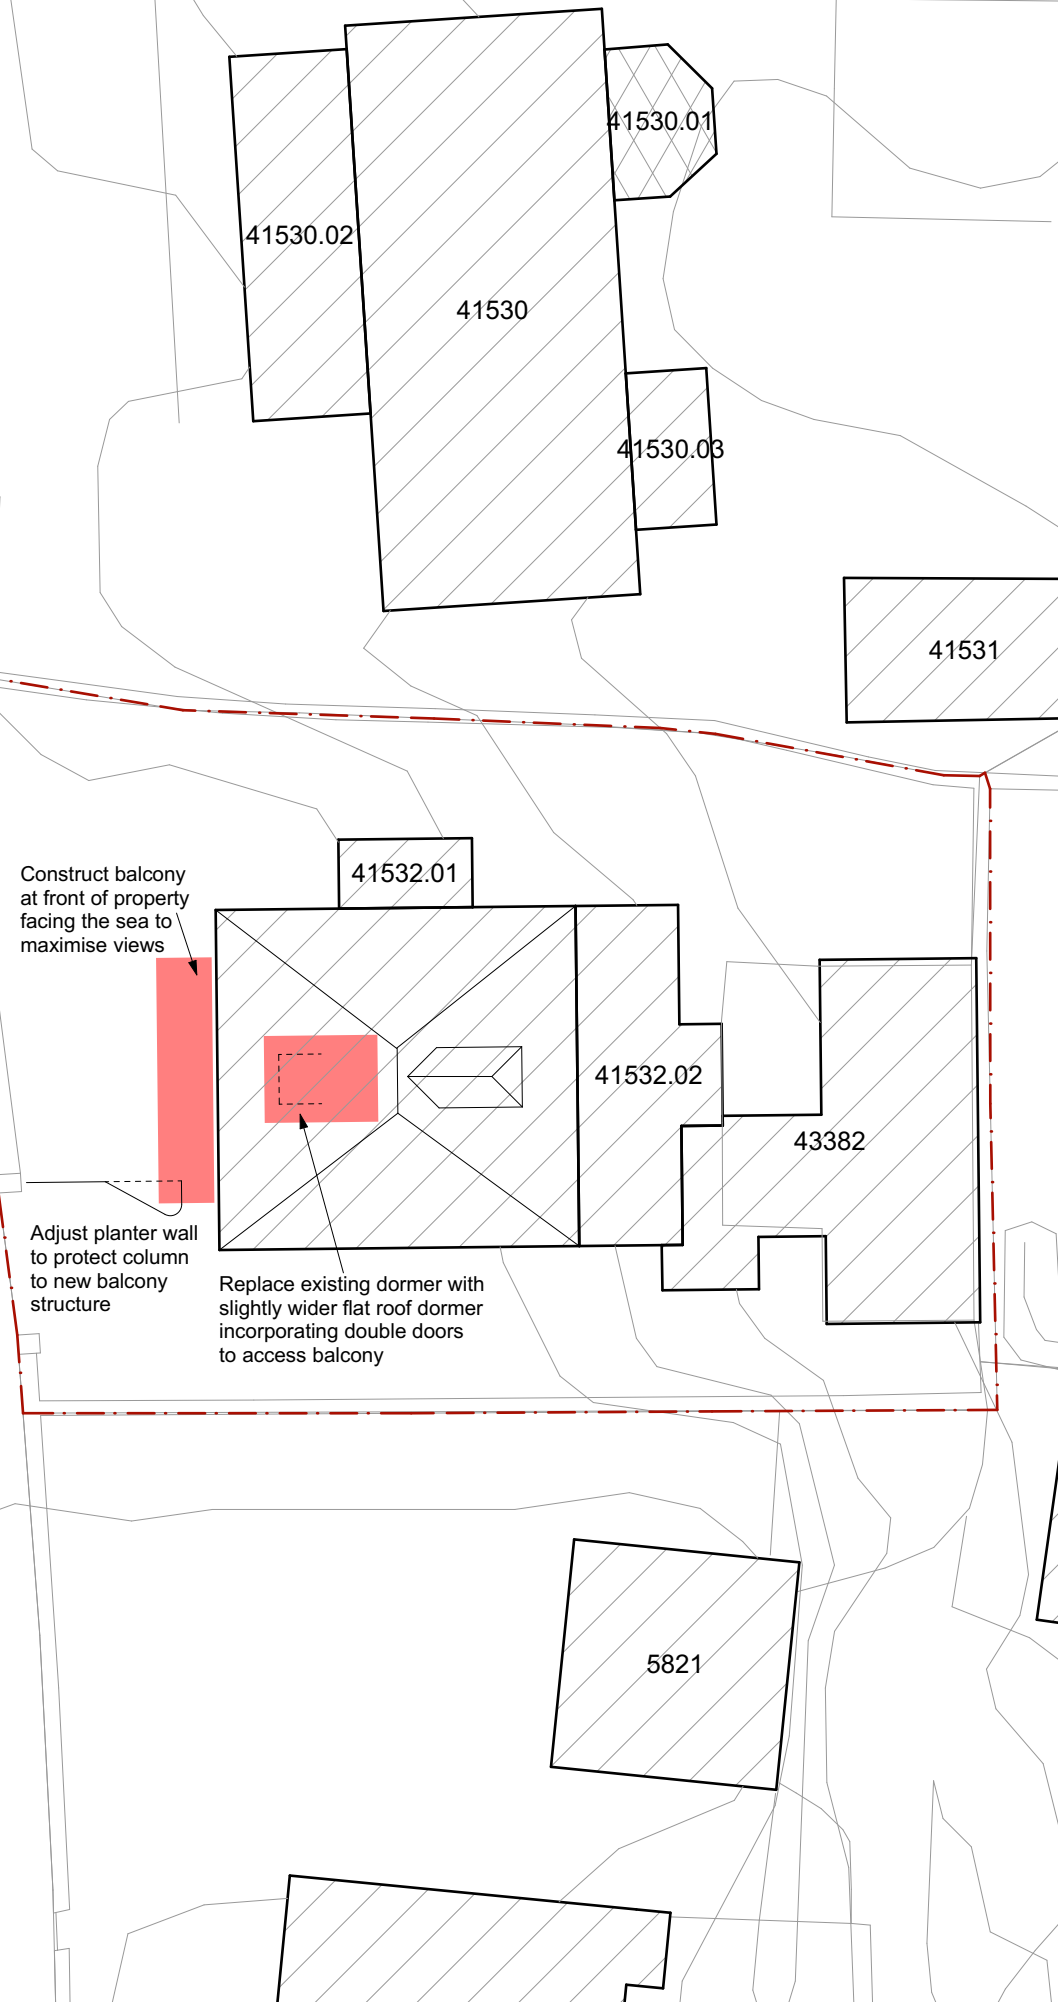 41530.01
41530.02
41530
41530.03
41531
41532.01
Construct balcony
at front of property
facing the sea to
maximise views
41532.02
43382
Adjust planter wall
to protect column
to new balcony
structure
Replace existing dormer with
slightly wider flat roof dormer
incorporating double doors
to access balcony
5821